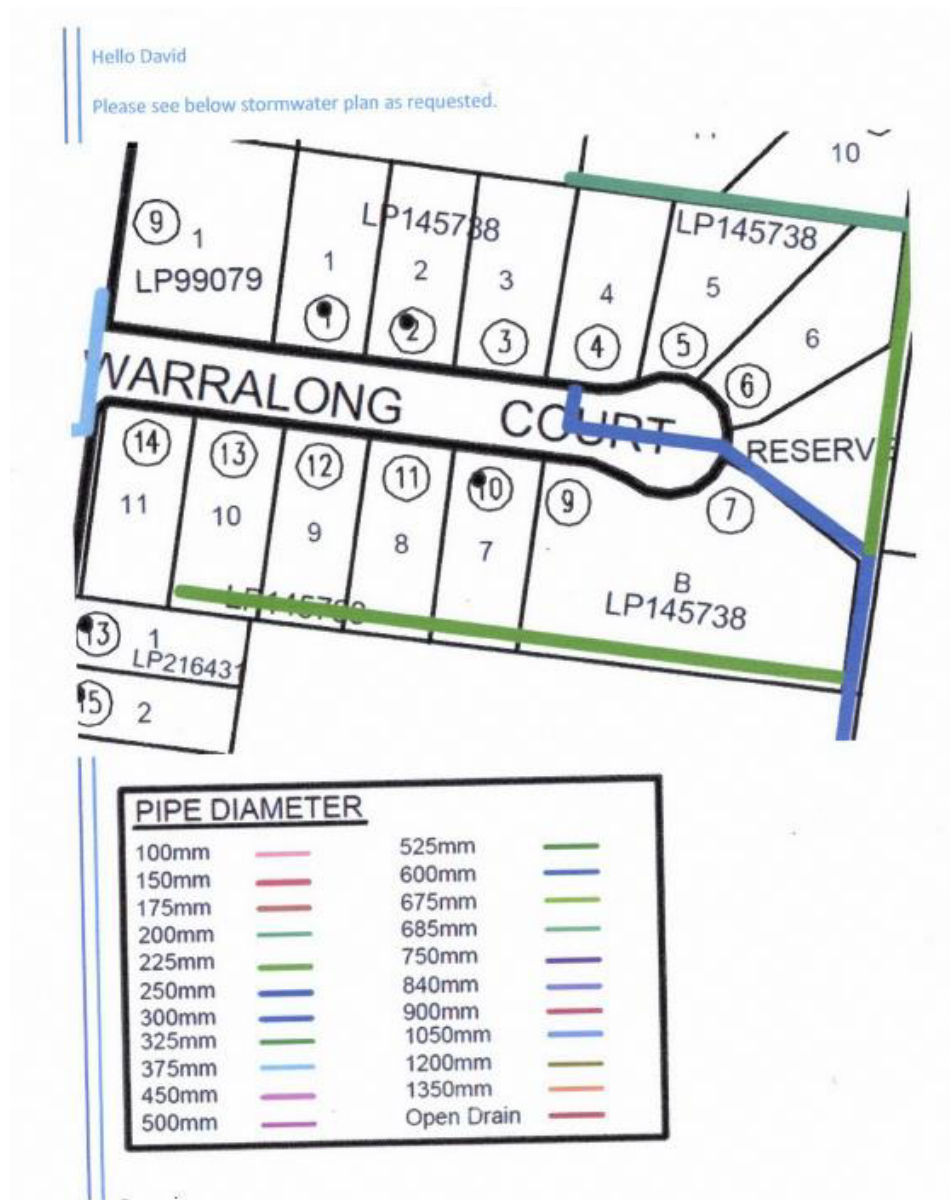 Hello David
Please see below stormwater plan as requested.
10
9 1
LP99079
LP145738
LP145738
1
2
3
4
5
6
1
2
3
4
5
6
WARRALONG COURT
RESERVE
14
13
12
11
10
9
7
11
10
9
8
7
B
LP145738
LP145738
13 1
LP216431
15 2
PIPE DIAMETER
100mm
150mm
175mm
200mm
225mm
250mm
300mm
325mm
375mm
450mm
500mm
525mm
600mm
675mm
685mm
750mm
840mm
900mm
1050mm
1200mm
1350mm
Open Drain